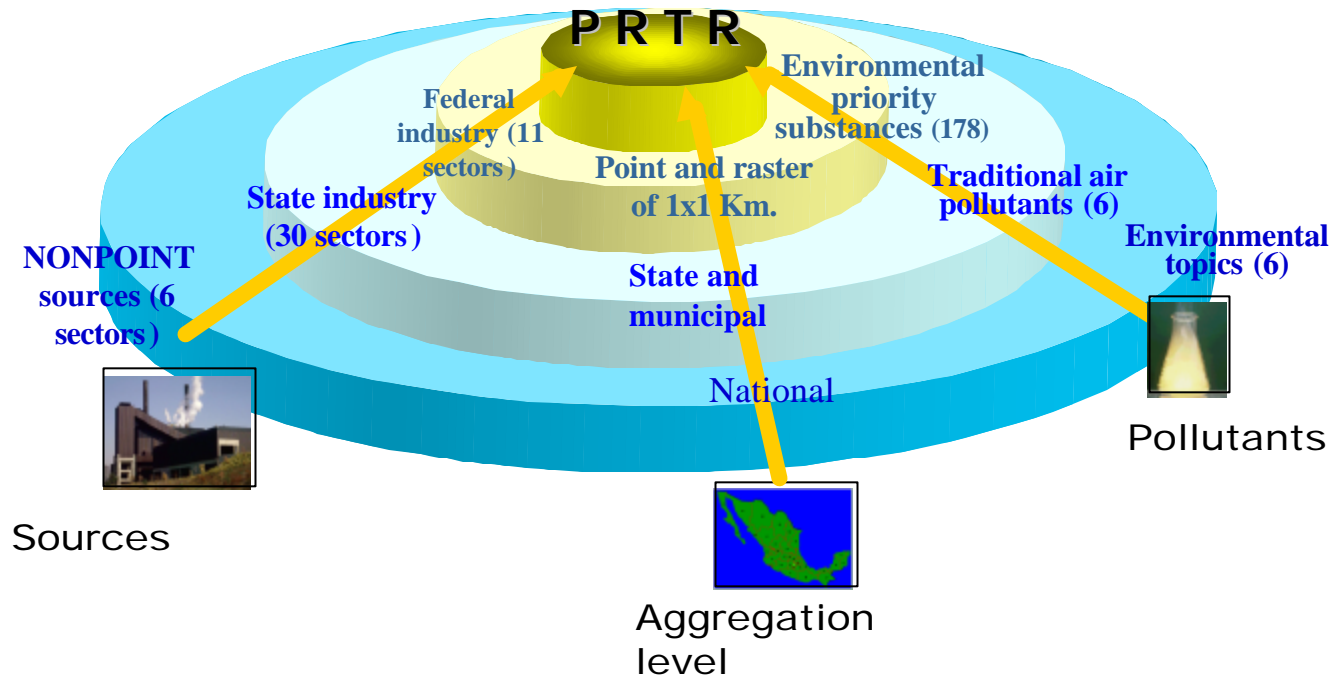 P R T R
Federal
industry (11
sectors)
Environmental
priority
substances (178)
State industry
(30 sectors)
Point and raster
of 1x1 Km.
Traditional air
pollutants (6)
NONPOINT
sources (6
sectors)
State and
municipal
Environmental
topics (6)
National
Sources
Aggregation
level
Pollutants